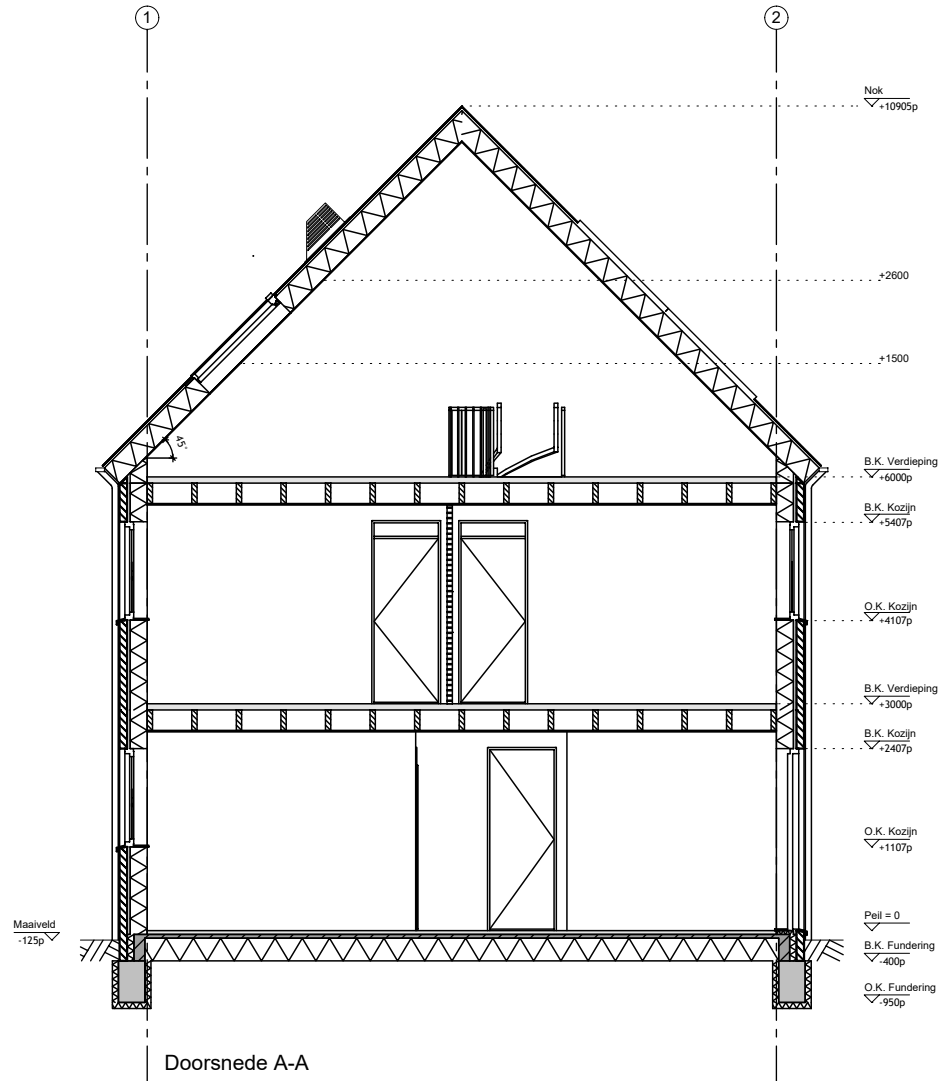 1
2
Nok
+10905p
+2600
+1500
45°
B.K. Verdieping
+6000p
B.K. Kozijn
+5407p
O.K. Kozijn
+4107p
B.K. Verdieping
+3000p
B.K. Kozijn
+2407p
O.K. Kozijn
+1107p
Maaiveld
-125p
Peil = 0
B.K. Fundering
-400p
O.K. Fundering
-950p
Doorsnede A-A